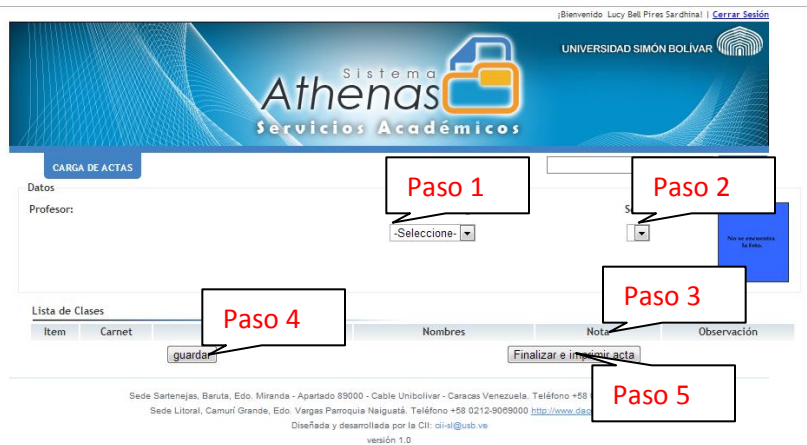 ¡Bienvenido Lucy Bell Pires Sardhina! | Cerrar Sesión
UNIVERSIDAD SIMÓN BOLÍVAR
Sistema
Athenas
Servicios Académicos
CARGA DE ACTAS
Paso 1
Paso 2
Datos
Profesor:
-Seleccione-
No se encuentra
la foto.
Paso 3
Lista de Clases
Paso 4
Item Carnet Nombres Nota Observación
guardar Finalizar e imprimir acta
Paso 5
Sede Sartenejas, Baruta, Edo. Miranda - Apartado 89000 - Cable Unibolivar - Caracas Venezuela. Teléfono +58
Sede Litoral, Camurí Grande, Edo. Vargas Parroquia Naiguatá. Teléfono +58 0212-9069000 http://www.dac
Diseñada y desarrollada por la CII: cii-sl@usb.ve
versión 1.0